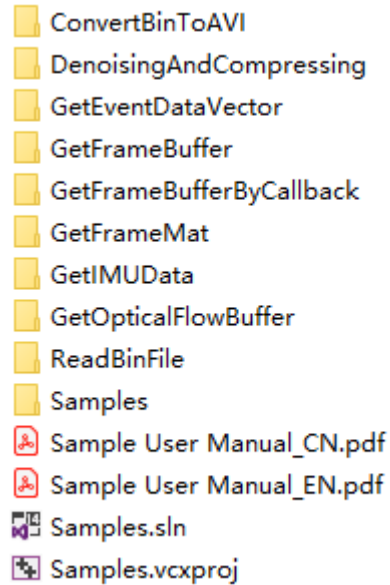 ConvertBinToAVI
DenoisingAndCompressing
GetEventDataVector
GetFrameBuffer
GetFrameBufferByCallback
GetFrameMat
GetIMUData
GetOpticalFlowBuffer
ReadBinFile
Samples
Sample User Manual_CN.pdf
Sample User Manual_EN.pdf
Samples.sln
Samples.vcxproj